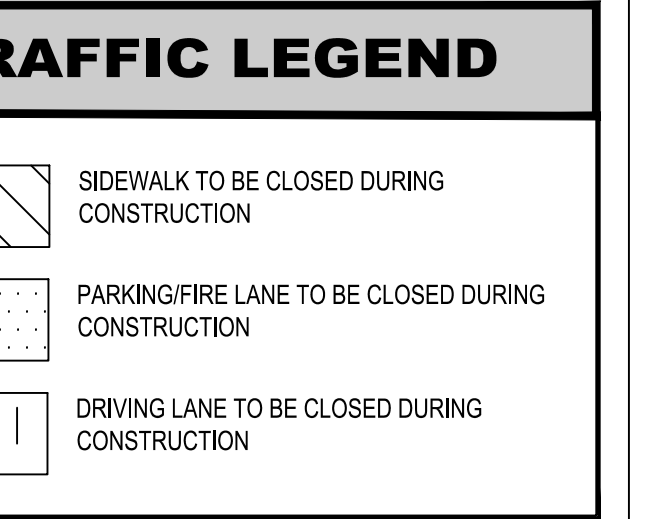 RAFFIC LEGEND
SIDEWALK TO BE CLOSED DURING
CONSTRUCTION
PARKING/FIRE LANE TO BE CLOSED DURING
CONSTRUCTION
DRIVING LANE TO BE CLOSED DURING
CONSTRUCTION